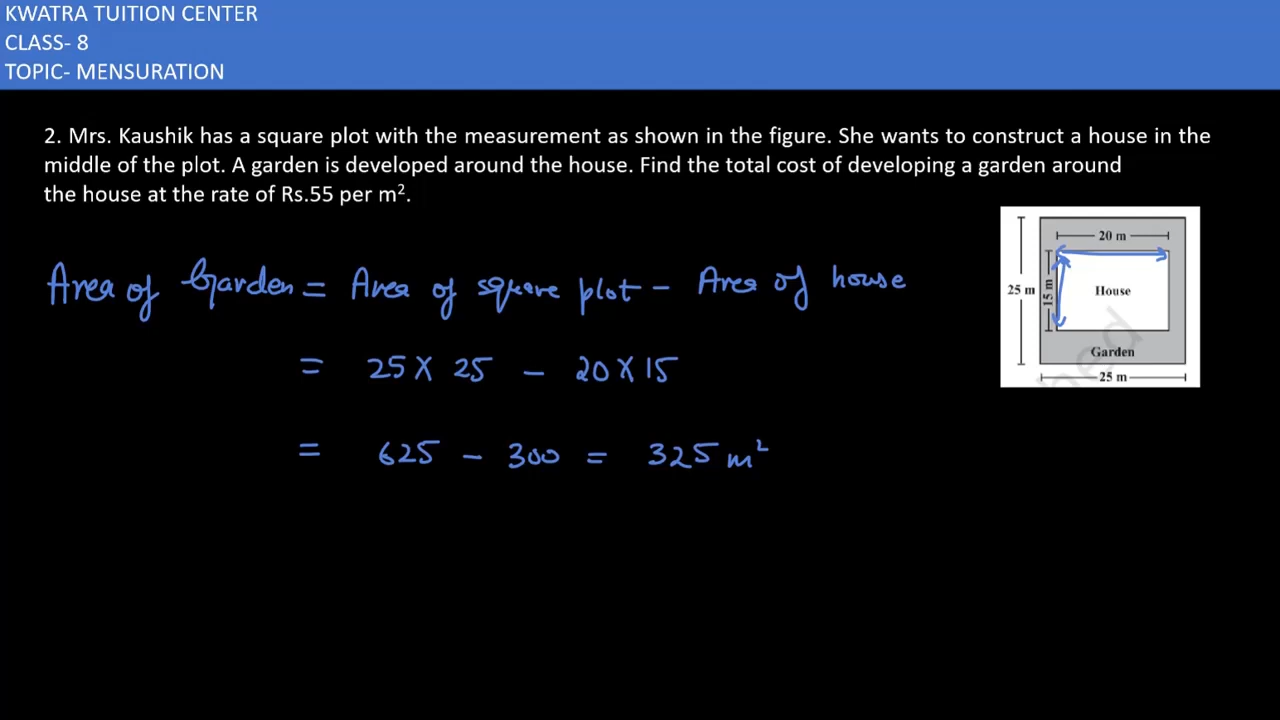 KWATRA TUITION CENTER
CLASS- 8
TOPIC- MENSURATION
2. Mrs. Kaushik has a square plot with the measurement as shown in the figure. She wants to construct a house in the
middle of the plot. A garden is developed around the house. Find the total cost of developing a garden around
the house at the rate of Rs.55 per m².
20 m
25 m
15 m
House
Garden
25 m
Area of Garden = Area of square plot - Area of house
= 25 X 25 - 20 X 15
= 625 - 300 = 325 m²